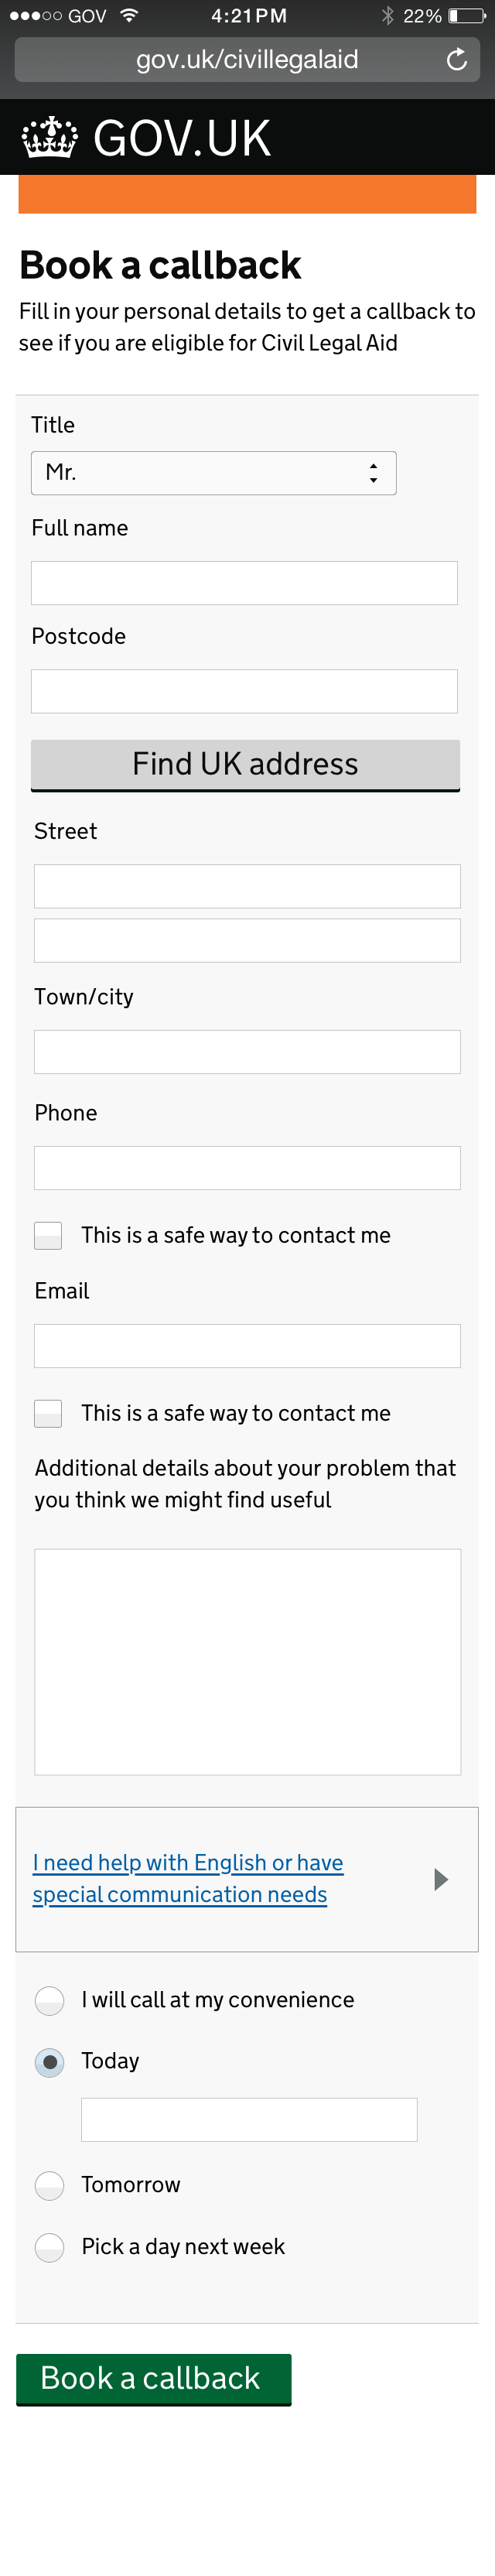 GOV 4:21PM 22%
gov.uk/civillegalaid
GOV.UK
Book a callback
Fill in your personal details to get a callback to
see if you are eligible for Civil Legal Aid
Title
Mr.
Full name
Postcode
Find UK address
Street
Town/city
Phone
This is a safe way to contact me
Email
This is a safe way to contact me
Additional details about your problem that
you think we might find useful
I need help with English or have
special communication needs
I will call at my convenience
Today
Tomorrow
Pick a day next week
Book a callback